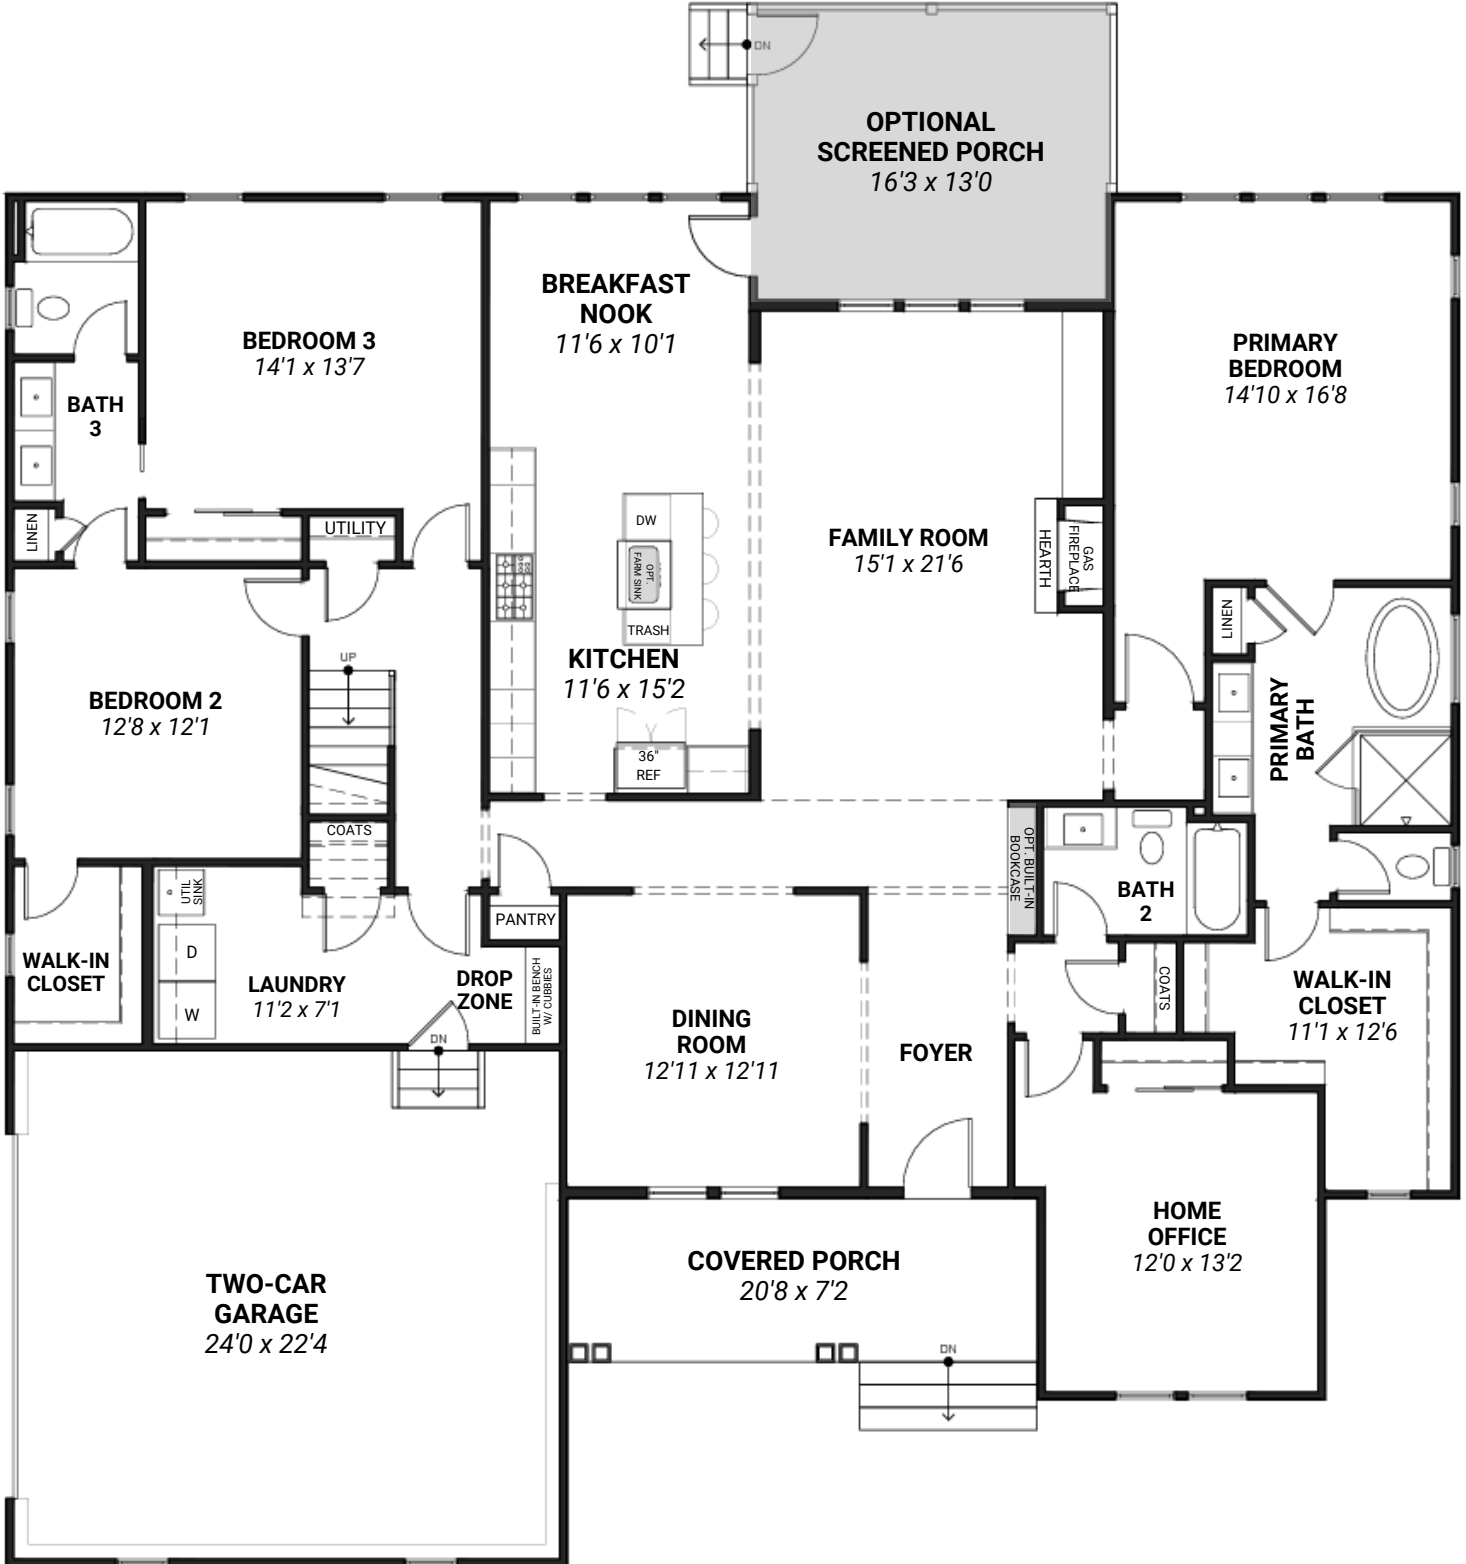 DN
OPTIONAL
SCREENED PORCH
16'3 x 13'0
BREAKFAST
NOOK
11'6 x 10'1
BEDROOM 3
14'1 x 13'7
PRIMARY
BEDROOM
14'10 x 16'8
BATH
3
LINEN
UTILITY
DW
OPT.
FARM SINK
TRASH
FAMILY ROOM
15'1 x 21'6
HEARTH
GAS
FIREPLACE
LINEN
KITCHEN
11'6 x 15'2
UP
BEDROOM 2
12'8 x 12'1
PRIMARY
BATH
36"
REF
COATS
OPT. BUILT-IN
BOOKCASE
UTIL
SINK
BATH
2
PANTRY
D
W
WALK-IN
CLOSET
LAUNDRY
11'2 x 7'1
DROP
ZONE
BUILT-IN BENCH
W/ CUBBIES
COATS
WALK-IN
CLOSET
11'1 x 12'6
DINING
ROOM
12'11 x 12'11
FOYER
DN
HOME
OFFICE
12'0 x 13'2
COVERED PORCH
20'8 x 7'2
TWO-CAR
GARAGE
24'0 x 22'4
DN